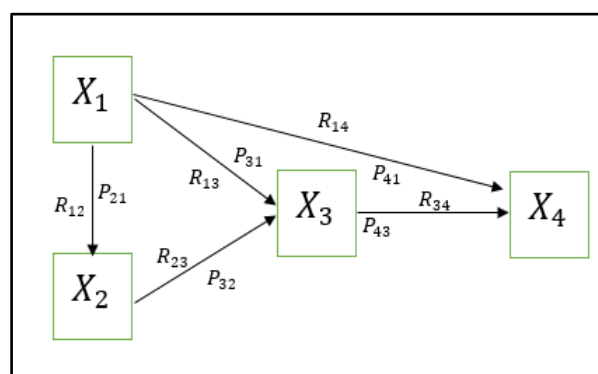 X₁
R₁₄
P₃₁
P₄₁
R₁₃
P₂₁
R₁₂
X₃
R₃₄
X₄
P₄₃
R₂₃
P₃₂
X₂